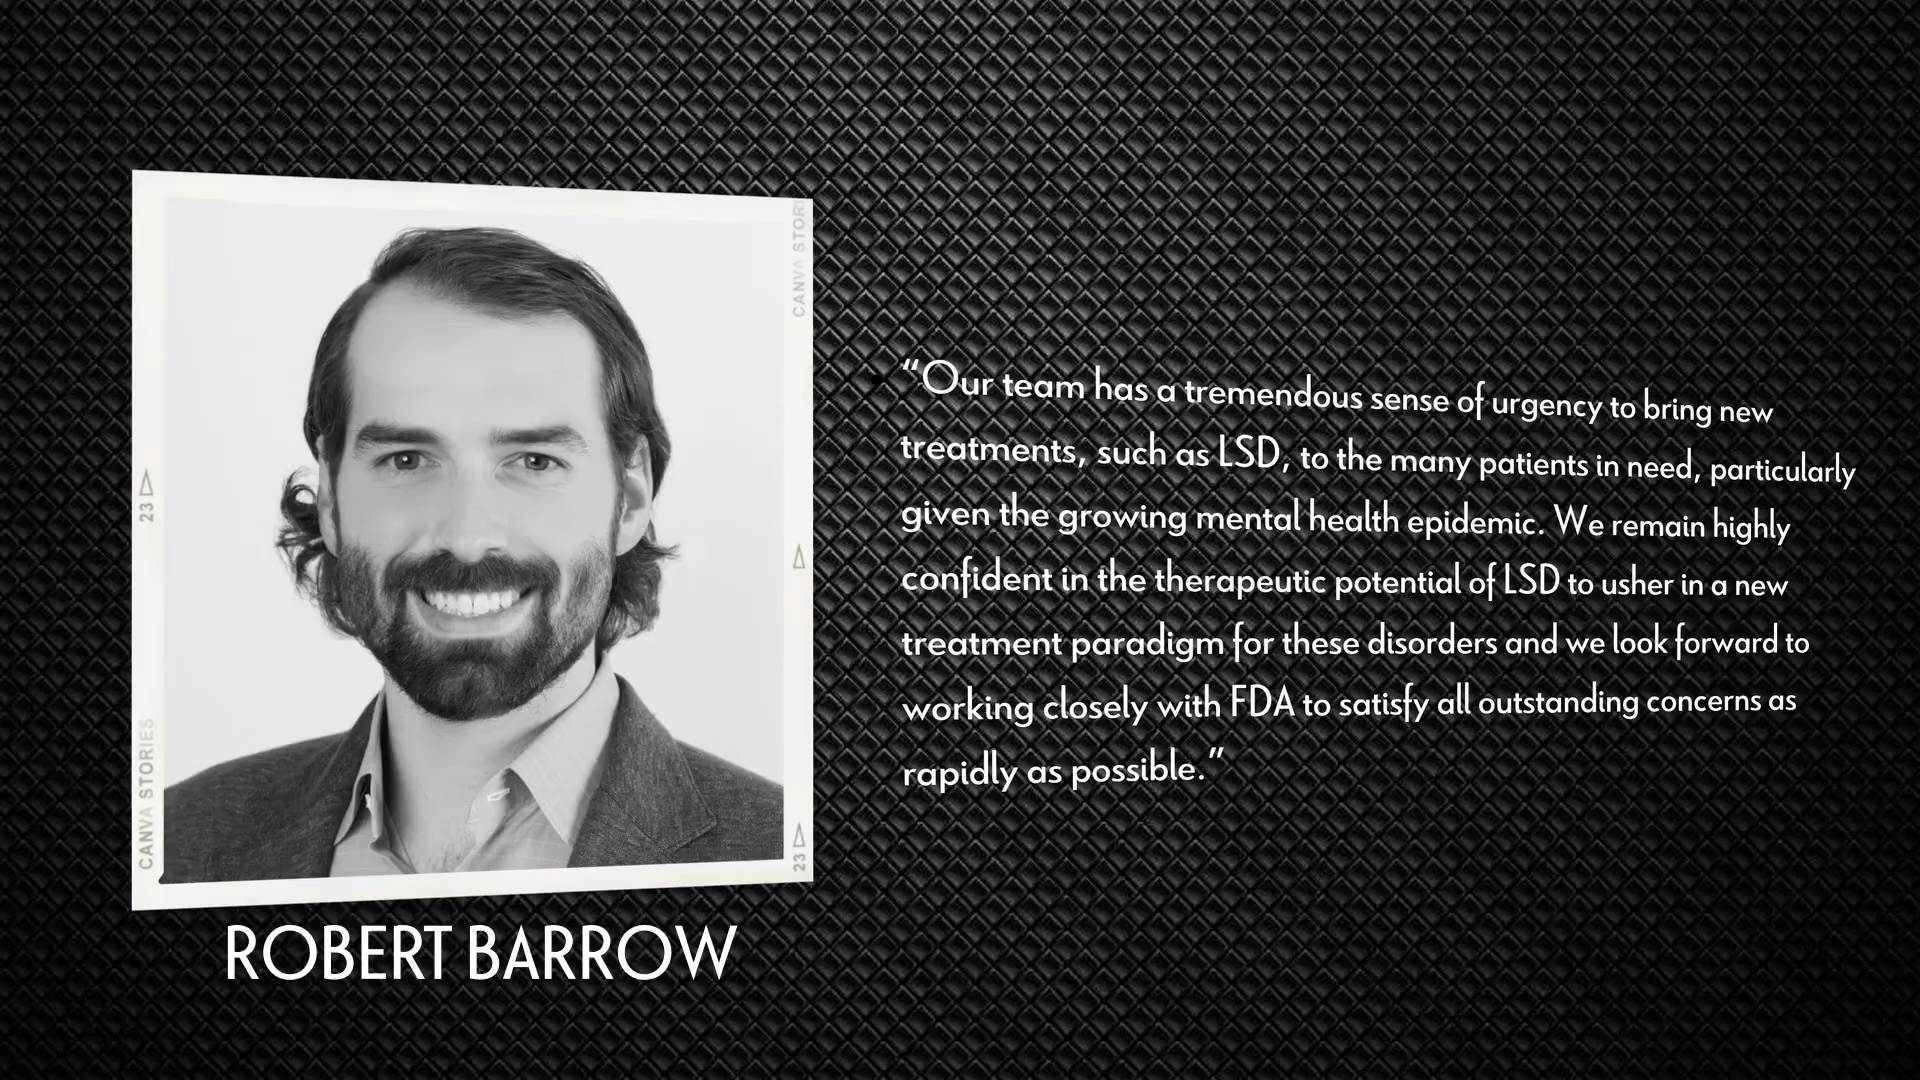 CANVA STORI
23
CANVA STORIES
23
ROBERT BARROW
“Our team has a tremendous sense of urgency to bring new
treatments, such as LSD, to the many patients in need, particularly
given the growing mental health epidemic. We remain highly
confident in the therapeutic potential of LSD to usher in a new
treatment paradigm for these disorders and we look forward to
working closely with FDA to satisfy all outstanding concerns as
rapidly as possible.”